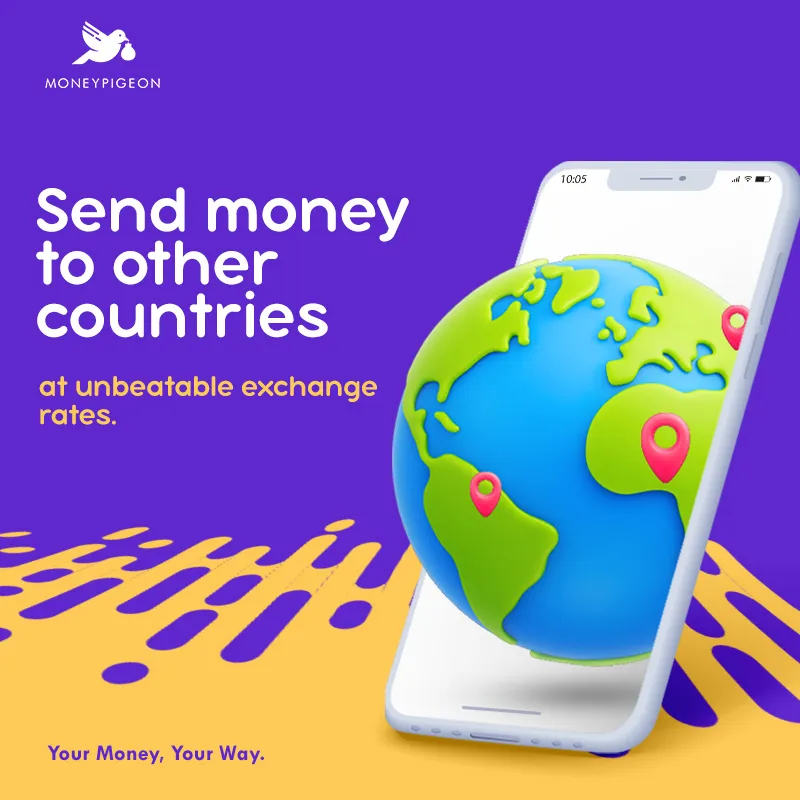 MONEYPIGEON
Send money
to other
countries
at unbeatable exchange
rates.
10:05
Your Money, Your Way.